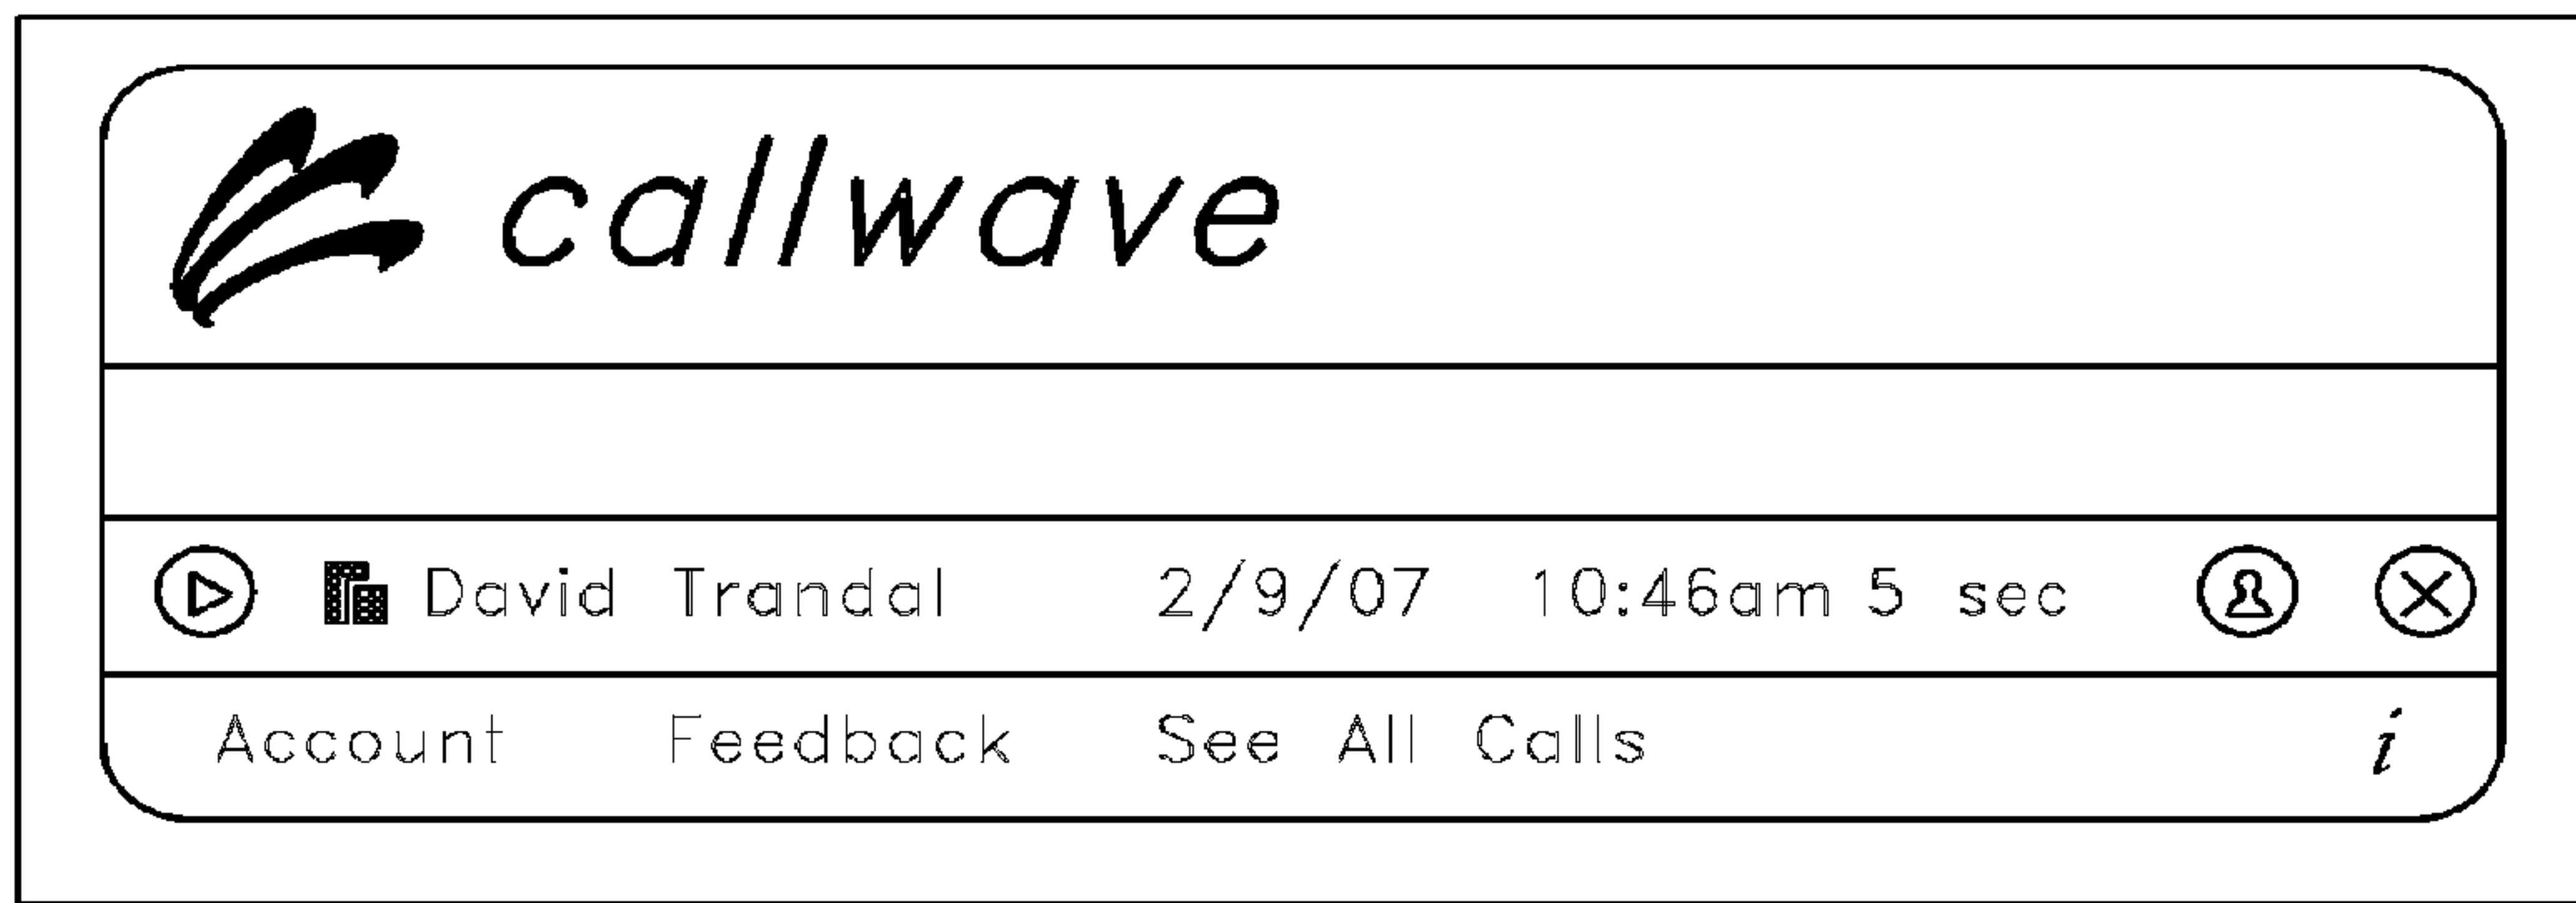 callwave
David Trandal 2/9/07 10:46am 5 sec
Account Feedback See All Calls i